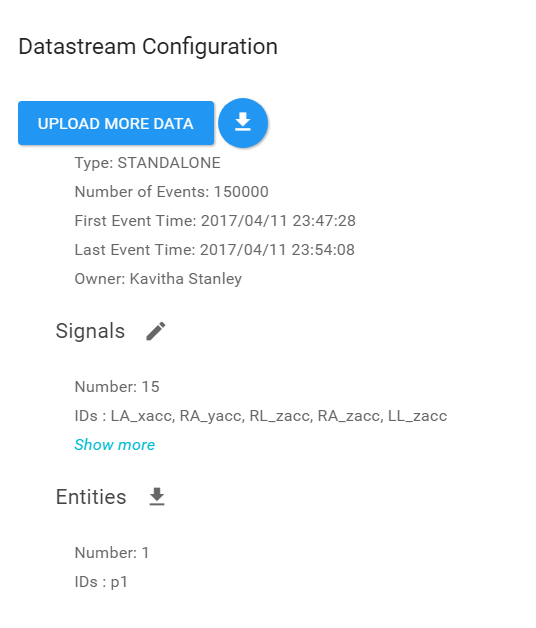 Datastream Configuration
UPLOAD MORE DATA
Type: STANDALONE
Number of Events: 150000
First Event Time: 2017/04/11 23:47:28
Last Event Time: 2017/04/11 23:54:08
Owner: Kavitha Stanley
Signals
Number: 15
IDs : LA_xacc, RA_yacc, RL_zacc, RA_zacc, LL_zacc
Show more
Entities
Number: 1
IDs : p1